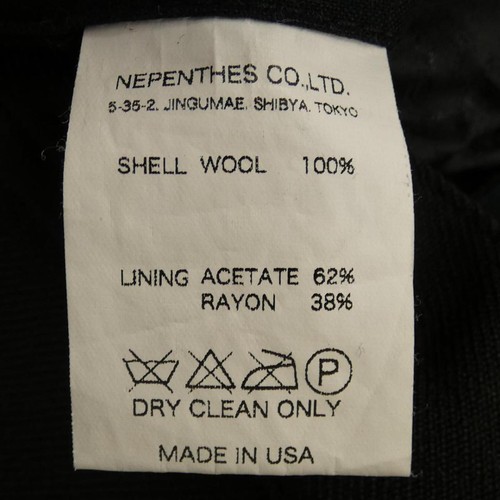 NEPENTHES CO.,LTD.
5-35-2. JINGUMAE. SHIBYA. TOKYO
SHELL WOOL 100%
LINING ACETATE 62%
RAYON 38%
P
DRY CLEAN ONLY
MADE IN USA